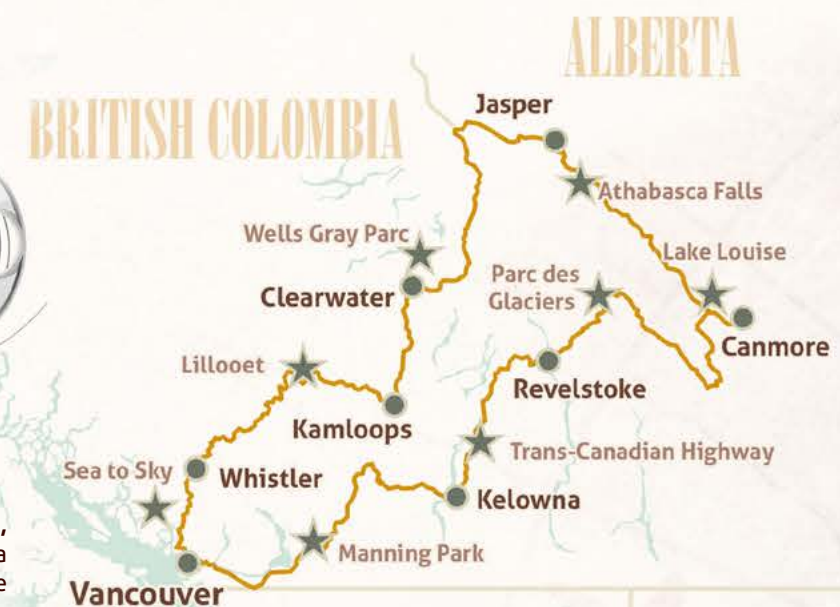 ALBERTA
BRITISH COLOMBIA
Jasper
Athabasca Falls
Wells Gray Parc
Lake Louise
Parc des
Glaciers
Clearwater
Canmore
Lillooet
Revelstoke
Kamloops
Trans-Canadian Highway
Sea to Sky
Whistler
Kelowna
Manning Park
,
a
e
Vancouver